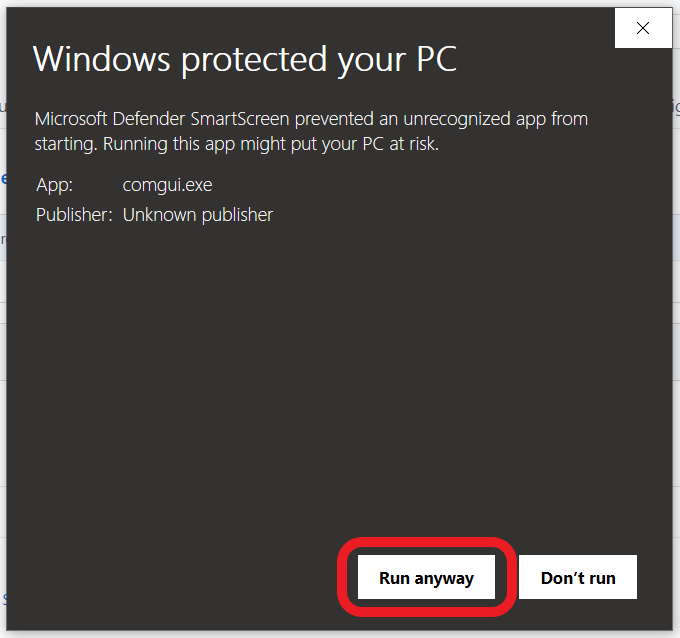 Windows protected your PC
Microsoft Defender SmartScreen prevented an unrecognized app from
starting. Running this app might put your PC at risk.
App: comgui.exe
Publisher: Unknown publisher
Run anyway Don’t run